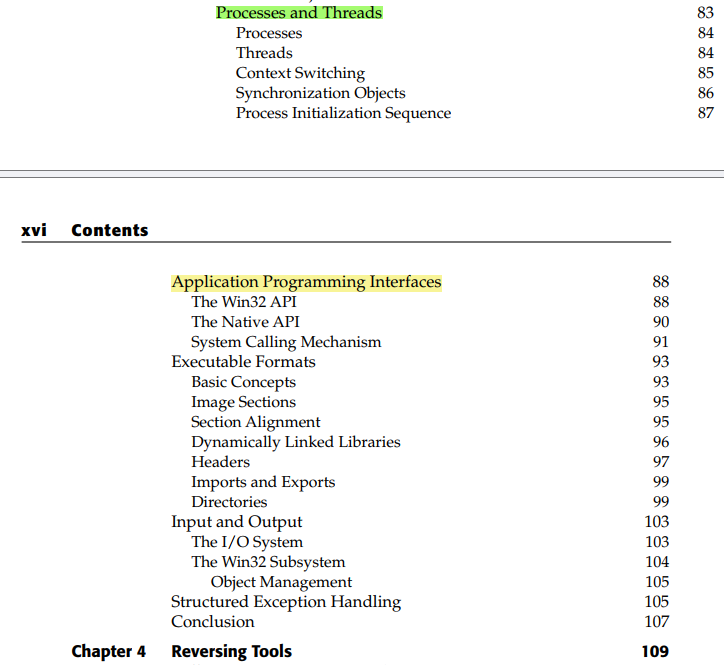 Processes and Threads 83
Processes 84
Threads 84
Context Switching 85
Synchronization Objects 86
Process Initialization Sequence 87
xvi Contents
Application Programming Interfaces 88
The Win32 API 88
The Native API 90
System Calling Mechanism 91
Executable Formats 93
Basic Concepts 93
Image Sections 95
Section Alignment 95
Dynamically Linked Libraries 96
Headers 97
Imports and Exports 99
Directories 99
Input and Output 103
The I/O System 103
The Win32 Subsystem 104
Object Management 105
Structured Exception Handling 105
Conclusion 107
Chapter 4 Reversing Tools 109